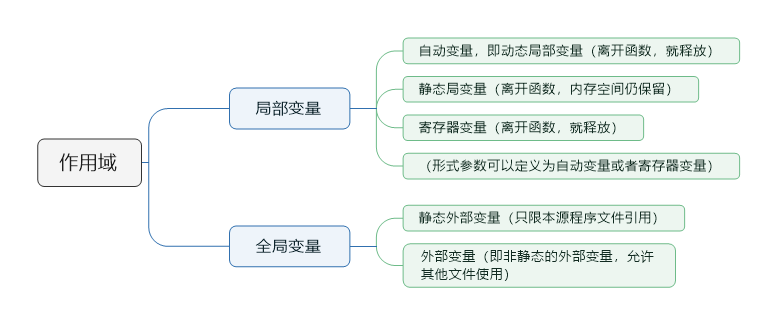 作用域
局部变量
自动变量，即动态局部变量（离开函数，就释放）
静态局变量（离开函数，内存空间仍保留）
寄存器变量（离开函数，就释放）
（形式参数可以定义为自动变量或者寄存器变量）
全局变量
静态外部变量（只限本源程序文件引用）
外部变量（即非静态的外部变量，允许
其他文件使用）